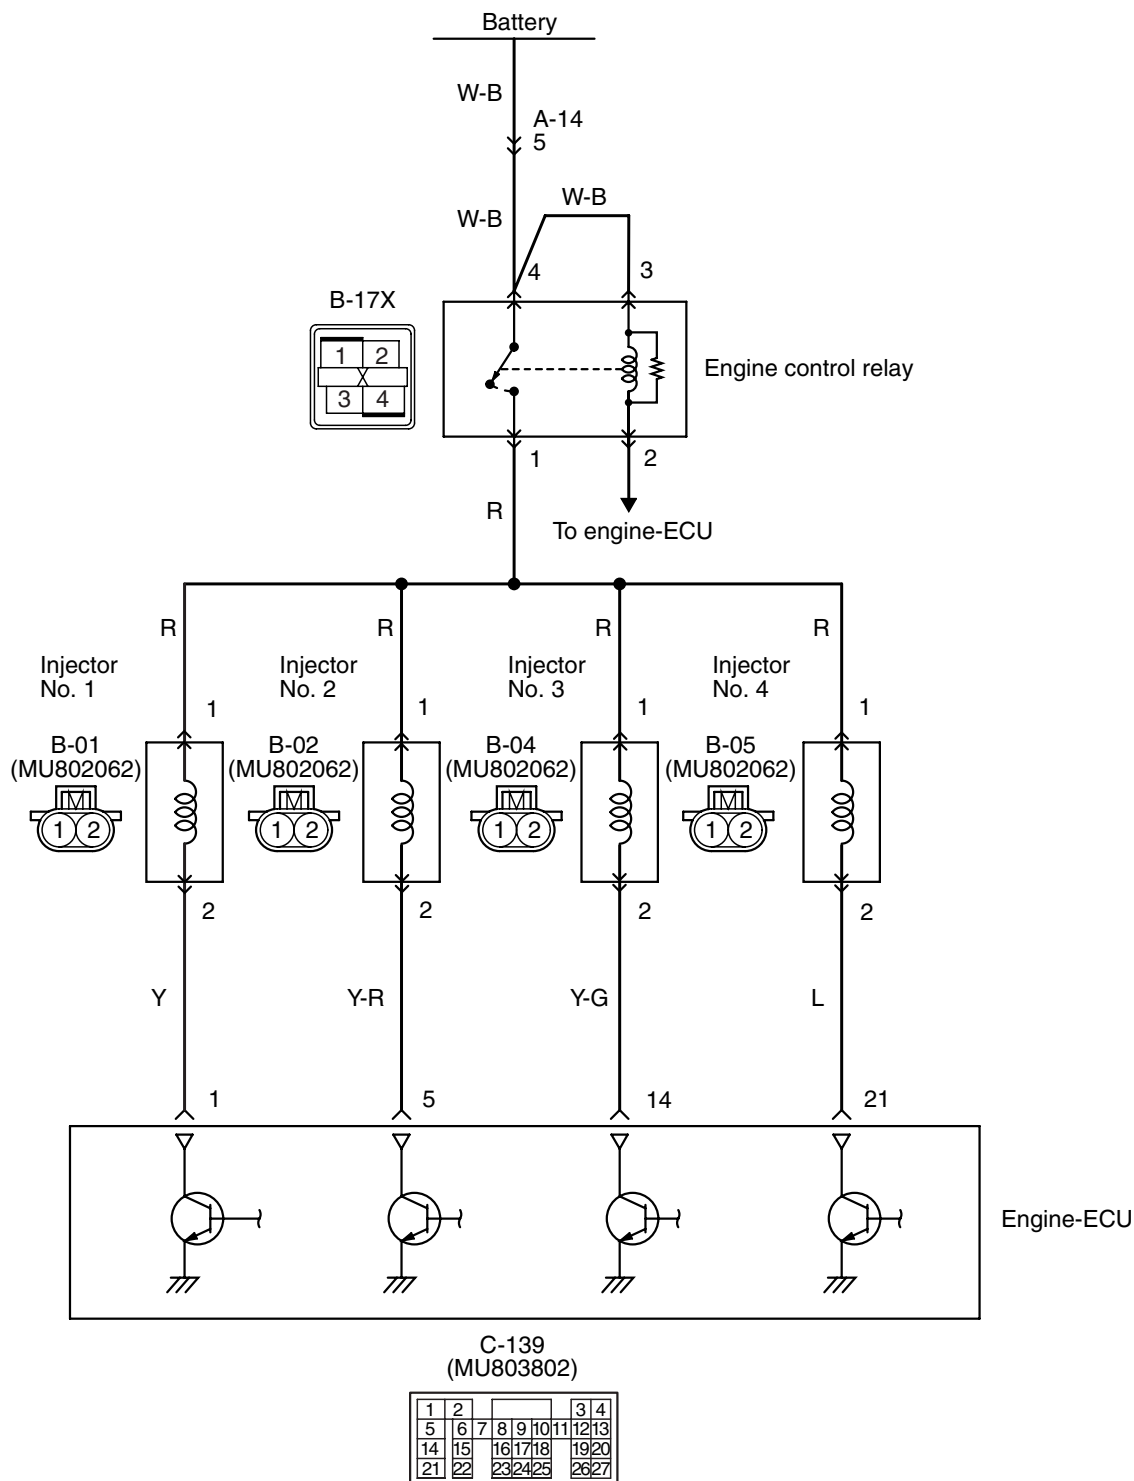 Battery
W-B
A-14
5
W-B
W-B
4
3
B-17X
1 2
3 4
Engine control relay
1
2
R
To engine-ECU
R
R
R
R
Injector
No. 1
Injector
No. 2
Injector
No. 3
Injector
No. 4
1
1
1
1
B-01
(MU802062)
B-02
(MU802062)
B-04
(MU802062)
B-05
(MU802062)
1 2
1 2
1 2
1 2
2
2
2
2
Y
Y-R
Y-G
L
1
5
14
21
Engine-ECU
C-139
(MU803802)
1 2 3 4
5 6 7 8 9 10 11 12 13
14 15 16 17 18 19 20
21 22 23 24 25 26 27